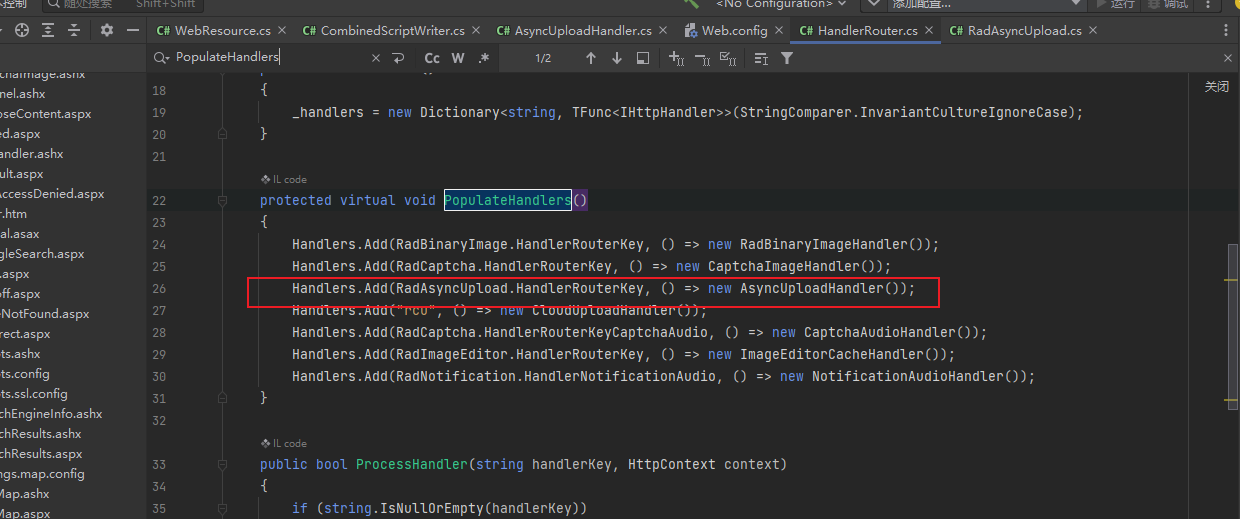 控制
随处搜索 Shift+Shift
<No Configuration>
添加配置...
运行
调试
C# WebResource.cs
C# CombinedScriptWriter.cs
C# AsyncUploadHandler.cs
Web.config
C# HandlerRouter.cs
C# RadAsyncUpload.cs
PopulateHandlers
Cc
W
.*
1/2
关闭
chaImage.ashx
nel.ashx
oseContent.aspx
ed.aspx
andler.ashx
ult.aspx
AccessDenied.aspx
r.htm
al.asax
gleSearch.aspx
.aspx
off.aspx
eNotFound.aspx
rect.aspx
ts.ashx
ts.config
ts.ssl.config
rchEngineInfo.ashx
rchResults.ashx
rchResults.aspx
ngs.map.config
Map.ashx
Map.aspx
18 {
19 _handlers = new Dictionary<string, TFunc<IHttpHandler>>(StringComparer.InvariantCultureIgnoreCase);
20 }
21
IL code
22 protected virtual void PopulateHandlers()
23 {
24 Handlers.Add(RadBinaryImage.HandlerRouterKey, () => new RadBinaryImageHandler());
25 Handlers.Add(RadCaptcha.HandlerRouterKey, () => new CaptchaImageHandler());
26 Handlers.Add(RadAsyncUpload.HandlerRouterKey, () => new AsyncUploadHandler());
27 Handlers.Add("rcu", () => new CloudUploadHandler());
28 Handlers.Add(RadCaptcha.HandlerRouterKeyCaptchaAudio, () => new CaptchaAudioHandler());
29 Handlers.Add(RadImageEditor.HandlerRouterKey, () => new ImageEditorCacheHandler());
30 Handlers.Add(RadNotification.HandlerNotificationAudio, () => new NotificationAudioHandler());
31 }
32
IL code
33 public bool ProcessHandler(string handlerKey, HttpContext context)
34 {
35 if (string.IsNullOrEmpty(handlerKey))